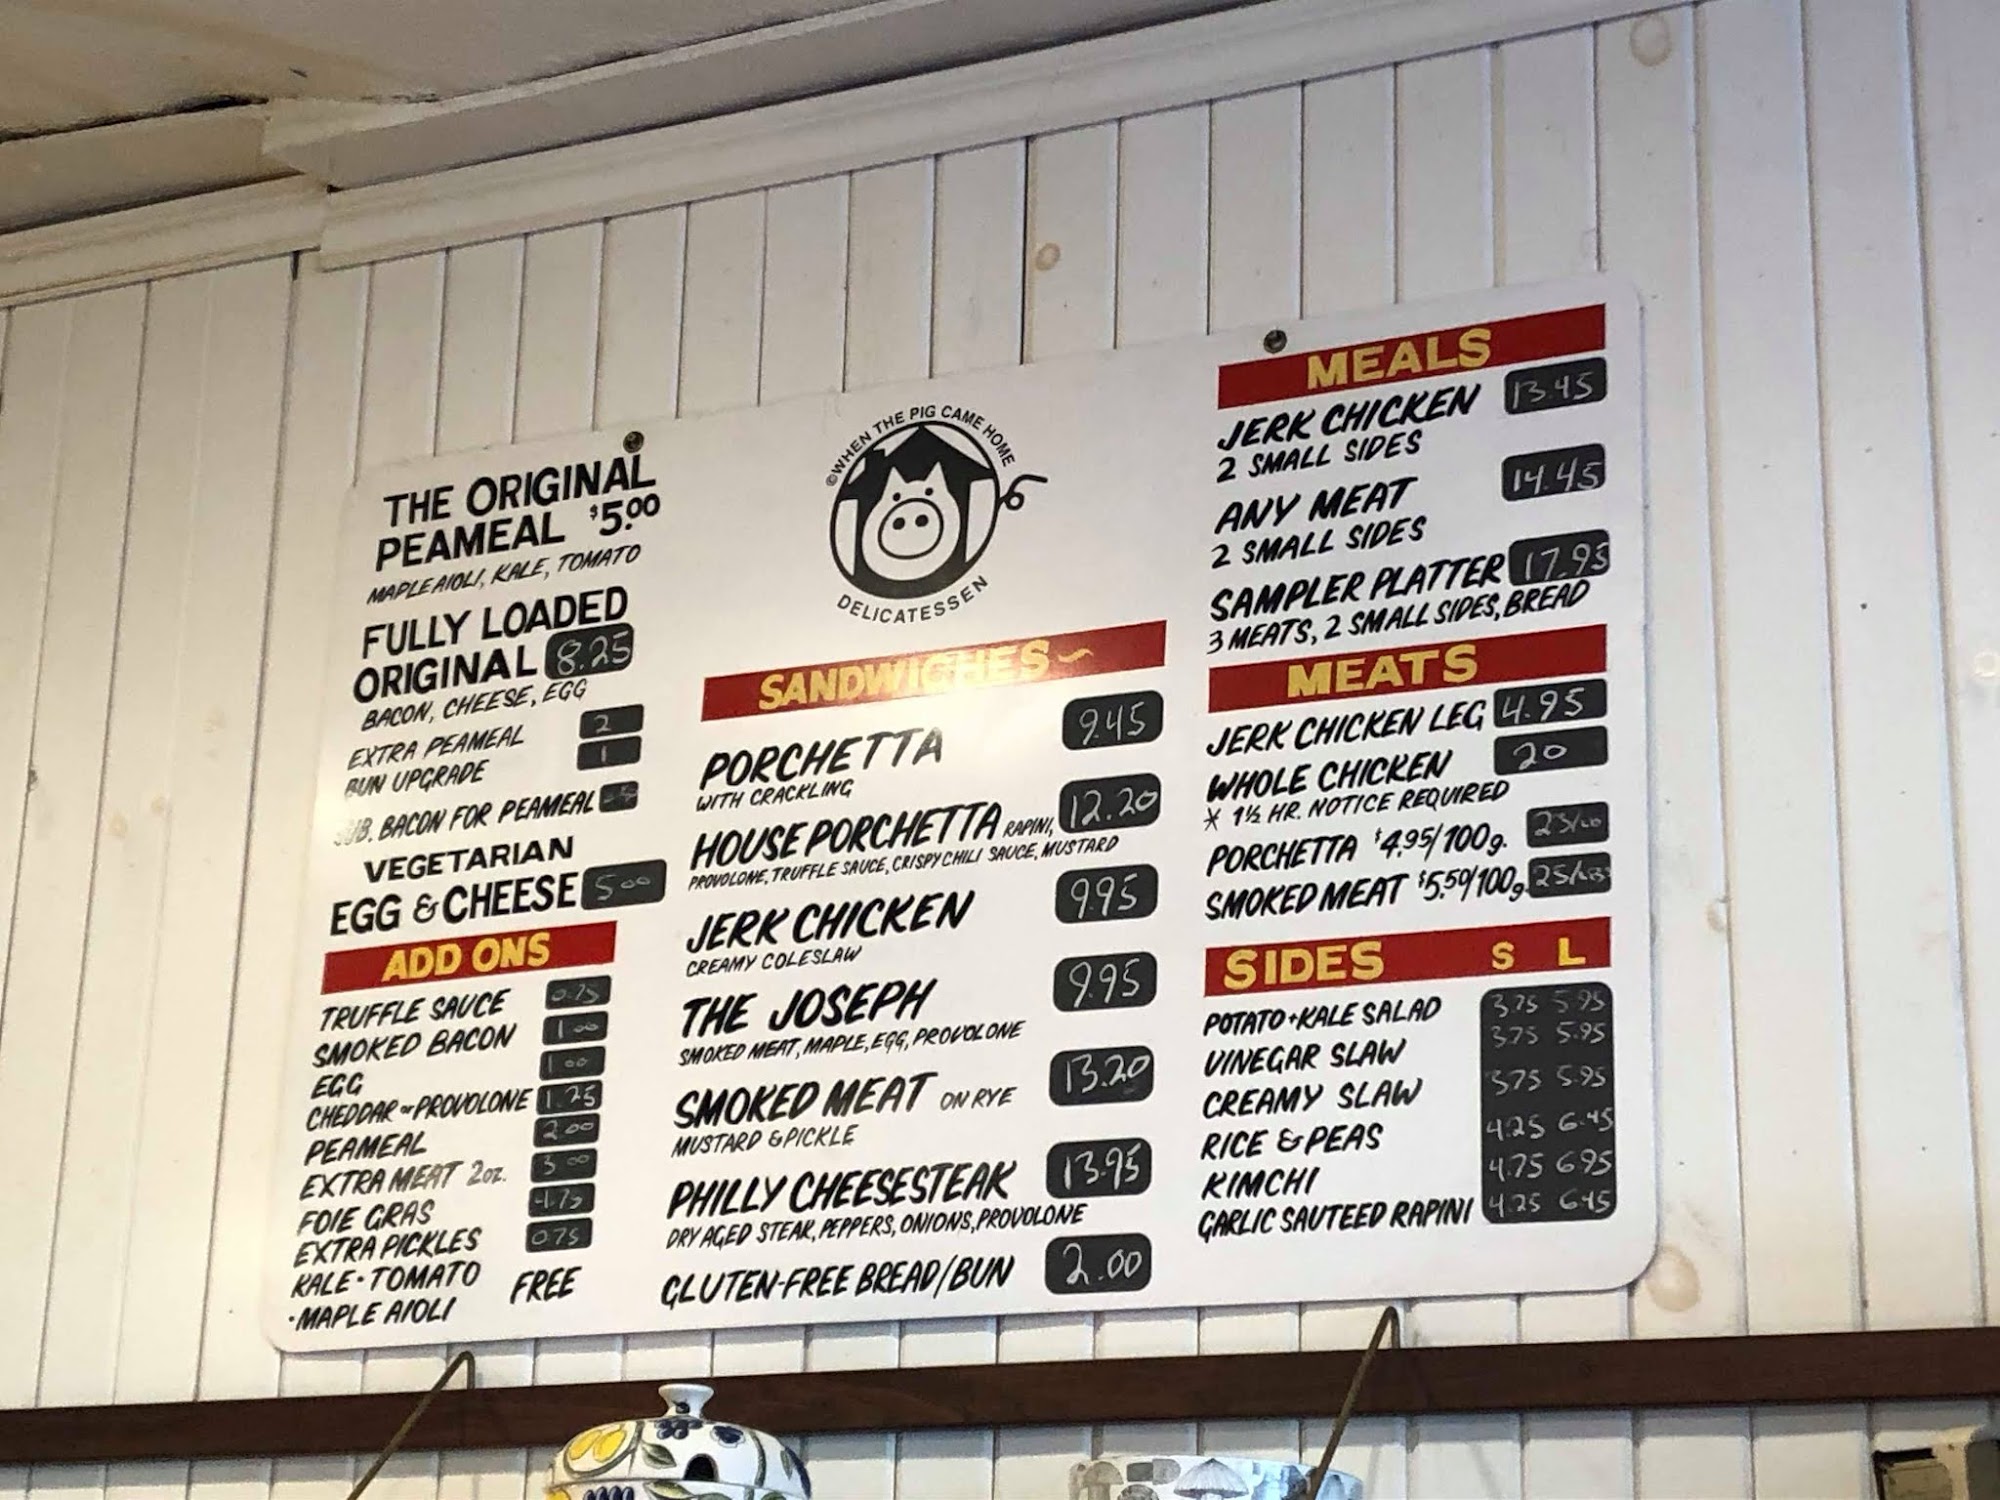 THE ORIGINAL
PEAMEAL $5.00
MAPLE AIOLI, KALE, TOMATO
FULLY LOADED
ORIGINAL 8.25
BACON, CHEESE, EGG
EXTRA PEAMEAL 2
BUN UPGRADE 1
SUB. BACON FOR PEAMEAL
VEGETARIAN
EGG & CHEESE 5.00
ADD ONS
TRUFFLE SAUCE 0.75
SMOKED BACON 1.00
EGG 1.00
CHEDDAR or PROVOLONE 1.25
PEAMEAL 2.00
EXTRA MEAT 2oz. 3.00
FOIE GRAS 4.75
EXTRA PICKLES 0.75
KALE · TOMATO
· MAPLE AIOLI FREE
©WHEN THE PIG CAME HOME
DELICATESSEN
SANDWICHES~
PORCHETTA 9.45
WITH CRACKLING
HOUSE PORCHETTA RAPINI, 12.20
PROVOLONE, TRUFFLE SAUCE, CRISPY CHILI SAUCE, MUSTARD
JERK CHICKEN 9.95
CREAMY COLESLAW
THE JOSEPH 9.95
SMOKED MEAT, MAPLE, EGG, PROVOLONE
SMOKED MEAT ON RYE 13.20
MUSTARD & PICKLE
PHILLY CHEESESTEAK 13.95
DRY AGED STEAK, PEPPERS, ONIONS, PROVOLONE
GLUTEN-FREE BREAD/BUN 2.00
MEALS
JERK CHICKEN 13.45
2 SMALL SIDES
ANY MEAT 14.45
2 SMALL SIDES
SAMPLER PLATTER 17.95
3 MEATS, 2 SMALL SIDES, BREAD
MEATS
JERK CHICKEN LEG 4.95
WHOLE CHICKEN 20
* 1½ HR. NOTICE REQUIRED
PORCHETTA $4.95/100g.
SMOKED MEAT $5.50/100g
SIDES S L
POTATO + KALE SALAD 3.75 5.95
VINEGAR SLAW 3.75 5.95
CREAMY SLAW 3.75 5.95
RICE & PEAS 4.25 6.45
KIMCHI 4.75 6.95
GARLIC SAUTEED RAPINI 4.25 6.45